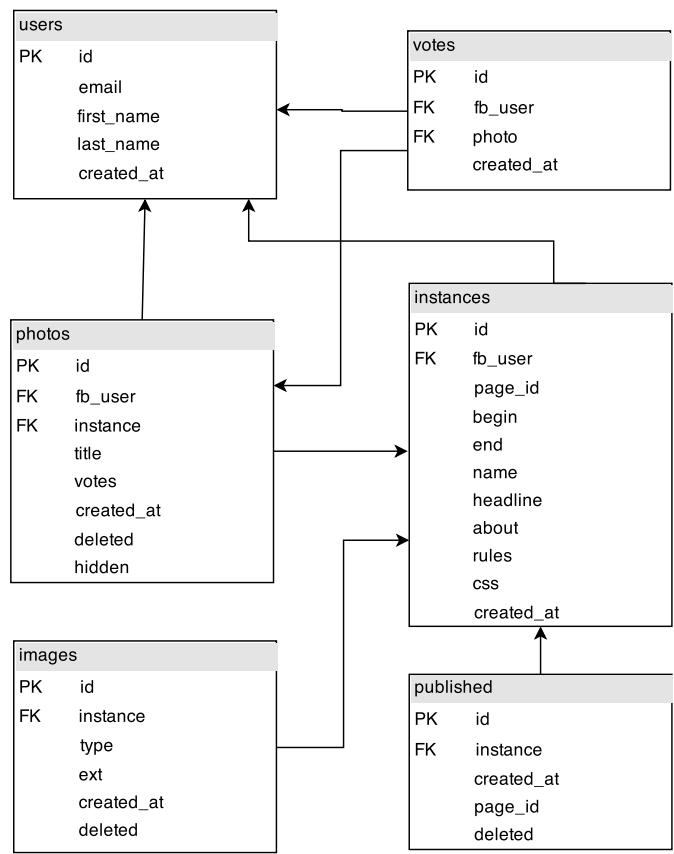 users
PK id
email
first_name
last_name
created_at
votes
PK id
FK fb_user
FK photo
created_at
photos
PK id
FK fb_user
FK instance
title
votes
created_at
deleted
hidden
instances
PK id
FK fb_user
page_id
begin
end
name
headline
about
rules
css
created_at
images
PK id
FK instance
type
ext
created_at
deleted
published
PK id
FK instance
created_at
page_id
deleted